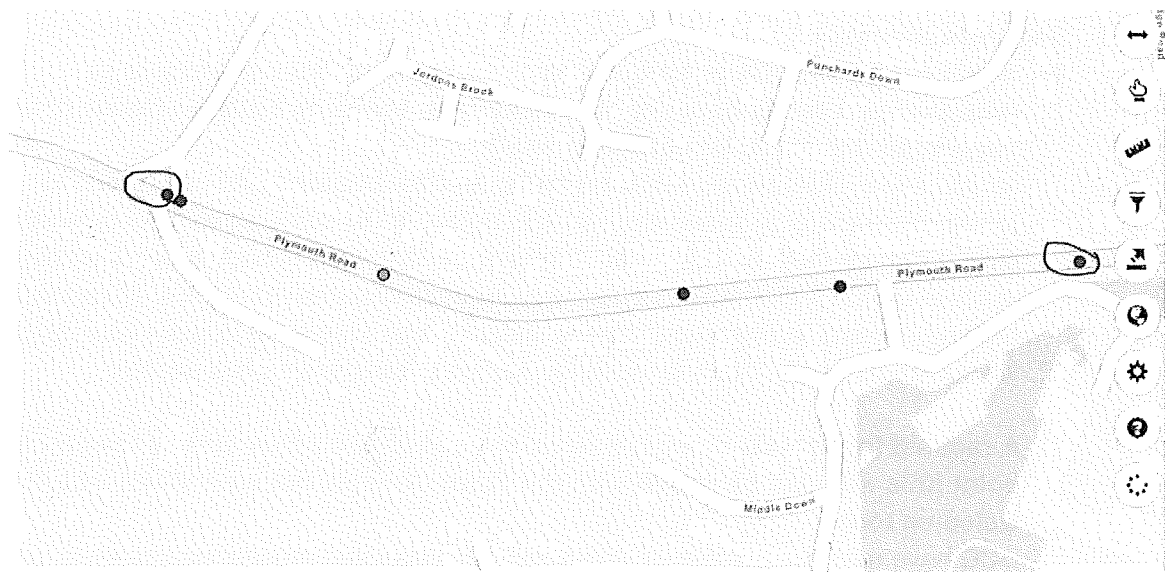 Punchards Down
Jordans Brook
Plymouth Road
Plymouth Road
Middle Down